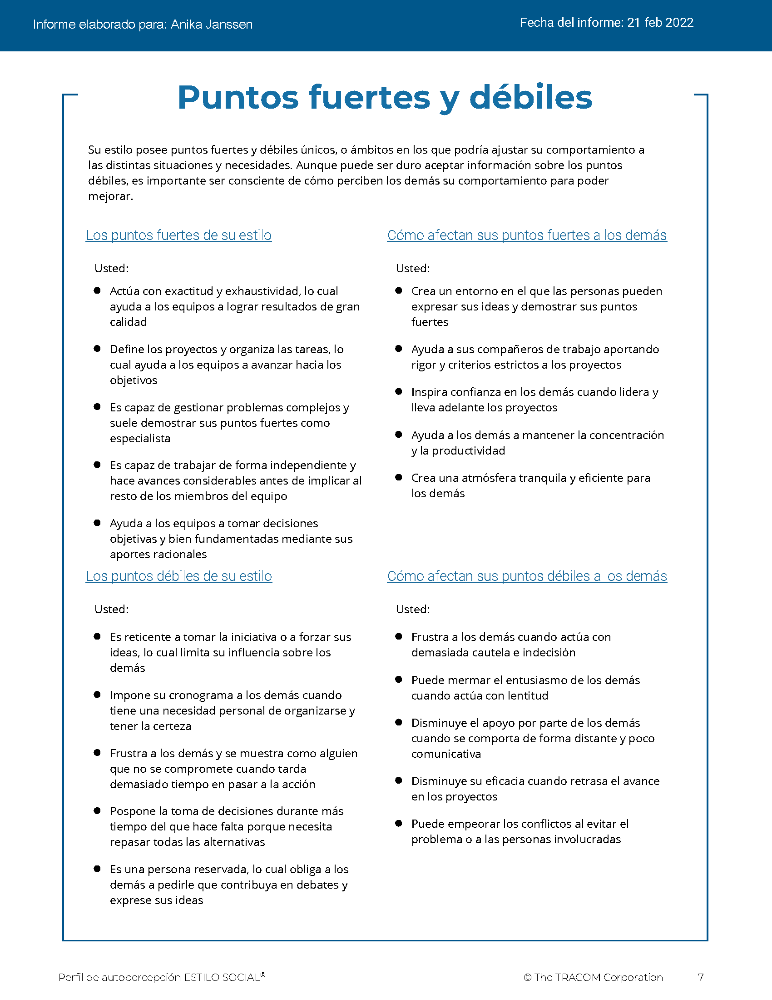 Informe elaborado para: Anika Janssen
Fecha del informe: 21 feb 2022
Puntos fuertes y débiles
Su estilo posee puntos fuertes y débiles únicos, o ámbitos en los que podría ajustar su comportamiento a
las distintas situaciones y necesidades. Aunque puede ser duro aceptar información sobre los puntos
débiles, es importante ser consciente de cómo perciben los demás su comportamiento para poder
mejorar.
Los puntos fuertes de su estilo
Usted:
● Actúa con exactitud y exhaustividad, lo cual
ayuda a los equipos a lograr resultados de gran
calidad
● Define los proyectos y organiza las tareas, lo
cual ayuda a los equipos a avanzar hacia los
objetivos
● Es capaz de gestionar problemas complejos y
suele demostrar sus puntos fuertes como
especialista
● Es capaz de trabajar de forma independiente y
hace avances considerables antes de implicar al
resto de los miembros del equipo
● Ayuda a los equipos a tomar decisiones
objetivas y bien fundamentadas mediante sus
aportes racionales
Cómo afectan sus puntos fuertes a los demás
Usted:
● Crea un entorno en el que las personas pueden
expresar sus ideas y demostrar sus puntos
fuertes
● Ayuda a sus compañeros de trabajo aportando
rigor y criterios estrictos a los proyectos
● Inspira confianza en los demás cuando lidera y
lleva adelante los proyectos
● Ayuda a los demás a mantener la concentración
y la productividad
● Crea una atmósfera tranquila y eficiente para
los demás
Los puntos débiles de su estilo
Usted:
● Es reticente a tomar la iniciativa o a forzar sus
ideas, lo cual limita su influencia sobre los
demás
● Impone su cronograma a los demás cuando
tiene una necesidad personal de organizarse y
tener la certeza
● Frustra a los demás y se muestra como alguien
que no se compromete cuando tarda
demasiado tiempo en pasar a la acción
● Pospone la toma de decisiones durante más
tiempo del que hace falta porque necesita
repasar todas las alternativas
● Es una persona reservada, lo cual obliga a los
demás a pedirle que contribuya en debates y
exprese sus ideas
Cómo afectan sus puntos débiles a los demás
Usted:
● Frustra a los demás cuando actúa con
demasiada cautela e indecisión
● Puede mermar el entusiasmo de los demás
cuando actúa con lentitud
● Disminuye el apoyo por parte de los demás
cuando se comporta de forma distante y poco
comunicativa
● Disminuye su eficacia cuando retrasa el avance
en los proyectos
● Puede empeorar los conflictos al evitar el
problema o a las personas involucradas
Perfil de autopercepción ESTILO SOCIAL®
© The TRACOM Corporation
7